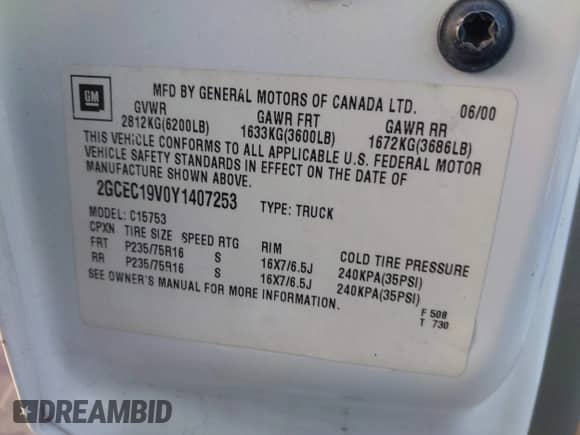 GM
MFD BY GENERAL MOTORS OF CANADA LTD. 06/00
GVWR GAWR FRT GAWR RR
2812KG(6200LB) 1633KG(3600LB) 1672KG(3686LB)
THIS VEHICLE CONFORMS TO ALL APPLICABLE U.S. FEDERAL MOTOR
VEHICLE SAFETY STANDARDS IN EFFECT ON THE DATE OF
MANUFACTURE SHOWN ABOVE.
2GCEC19V0Y1407253 TYPE: TRUCK
MODEL: C15753
CPXN TIRE SIZE SPEED RTG RIM COLD TIRE PRESSURE
FRT P235/75R16 S 16X7/6.5J 240KPA(35PSI)
RR P235/75R16 S 16X7/6.5J 240KPA(35PSI)
SEE OWNER'S MANUAL FOR MORE INFORMATION.
F 508
T 730
DREAMBID